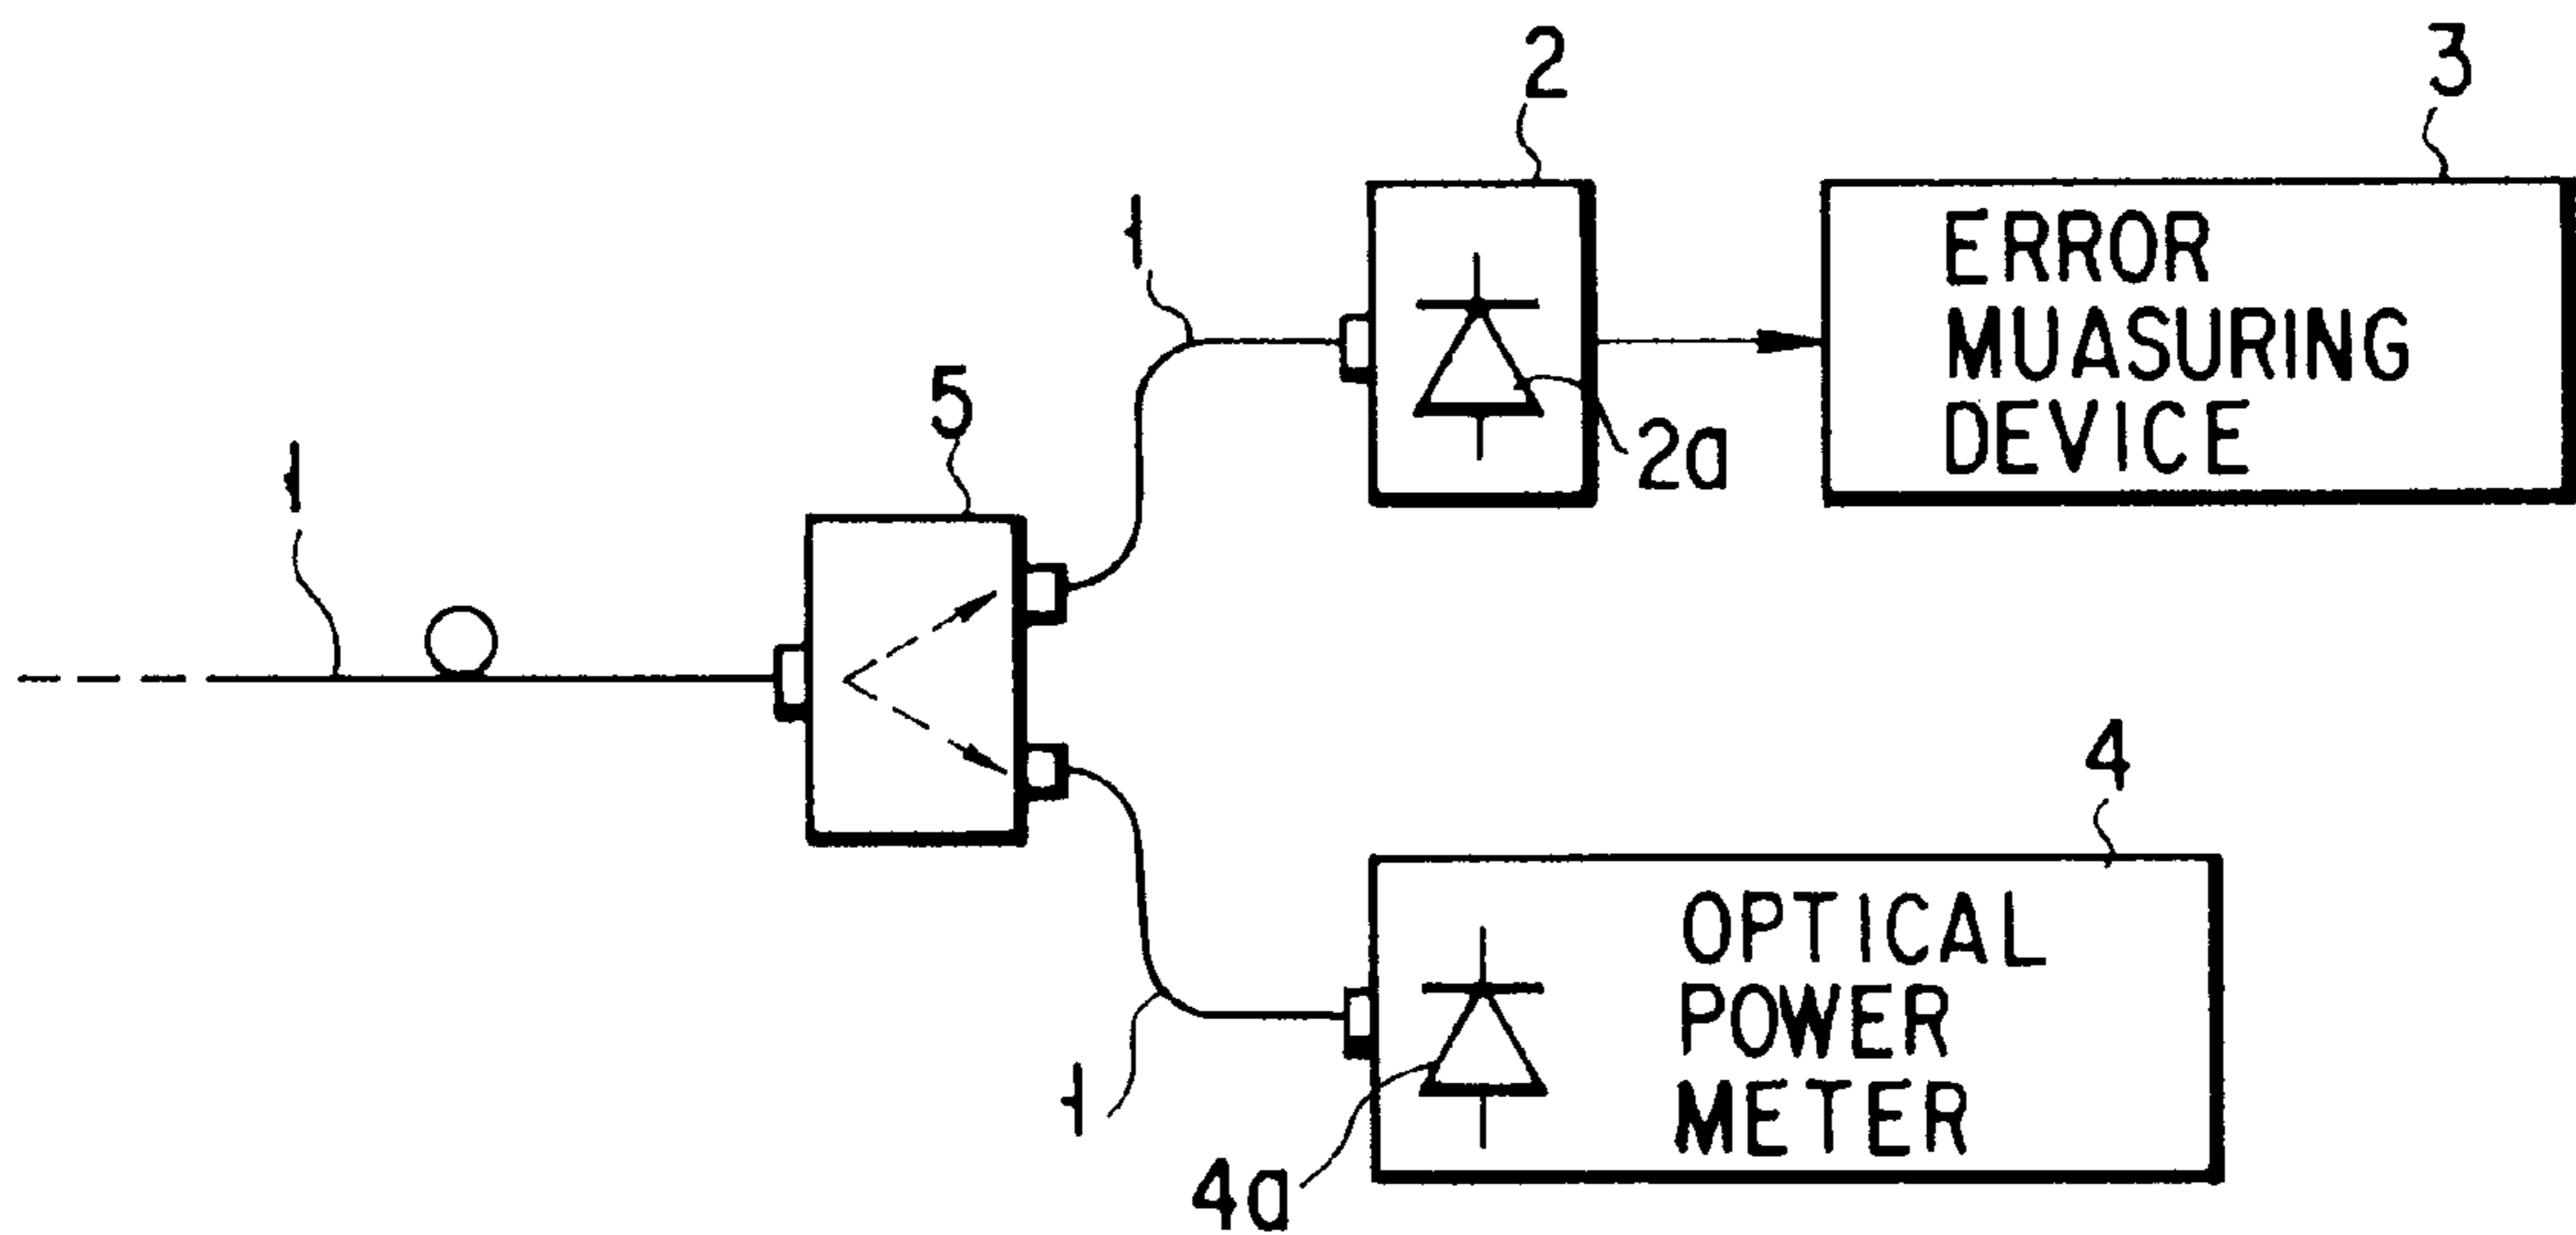 2
3
1
ERROR
MUASURING
DEVICE
5
2a
1
4
OPTICAL
POWER
METER
1
4a